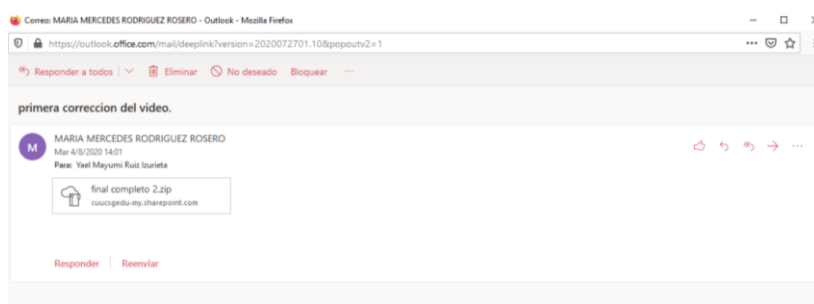 Correo: MARIA MERCEDES RODRIGUEZ ROSERO - Outlook - Mozilla Firefox
https://outlook.office.com/mail/deeplink?version=2020072701.10&popoutv2=1
Responder a todos Eliminar No deseado Bloquear ...
primera correccion del video.
M
MARIA MERCEDES RODRIGUEZ ROSERO
Mar 4/8/2020 14:01
Para: Yael Mayumi Ruiz Izurieta
final completo 2.zip
cuucsgedu-my.sharepoint.com
Responder Reenviar